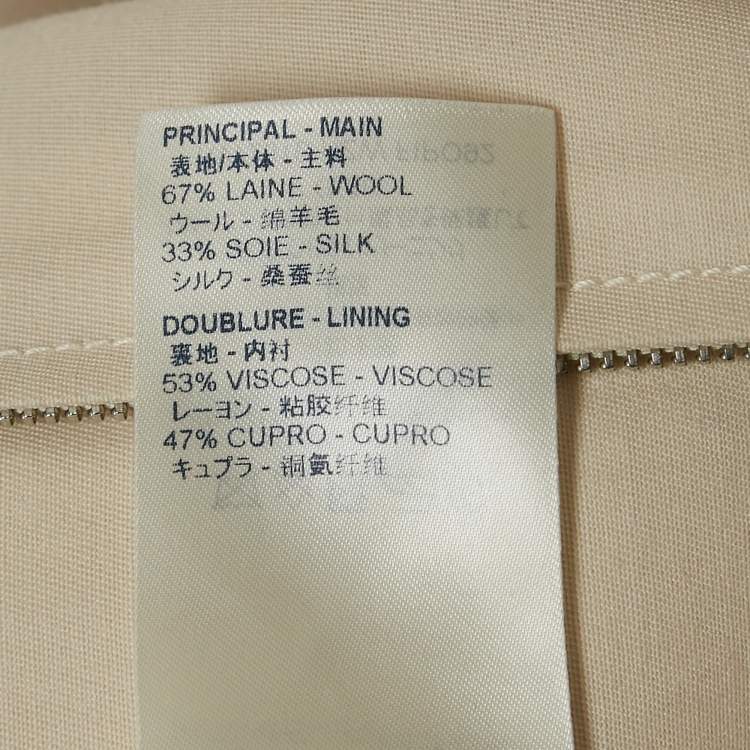 PRINCIPAL - MAIN
表地/本体 - 主料
67% LAINE - WOOL
ウール - 绵羊毛
33% SOIE - SILK
シルク - 桑蚕丝
DOUBLURE - LINING
裏地 - 内衬
53% VISCOSE - VISCOSE
レーヨン - 粘胶纤维
47% CUPRO - CUPRO
キュプラ - 铜氨纤维